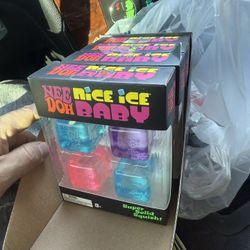 NEE DOH NICE ICE BABY
Super
Solid
Squish!